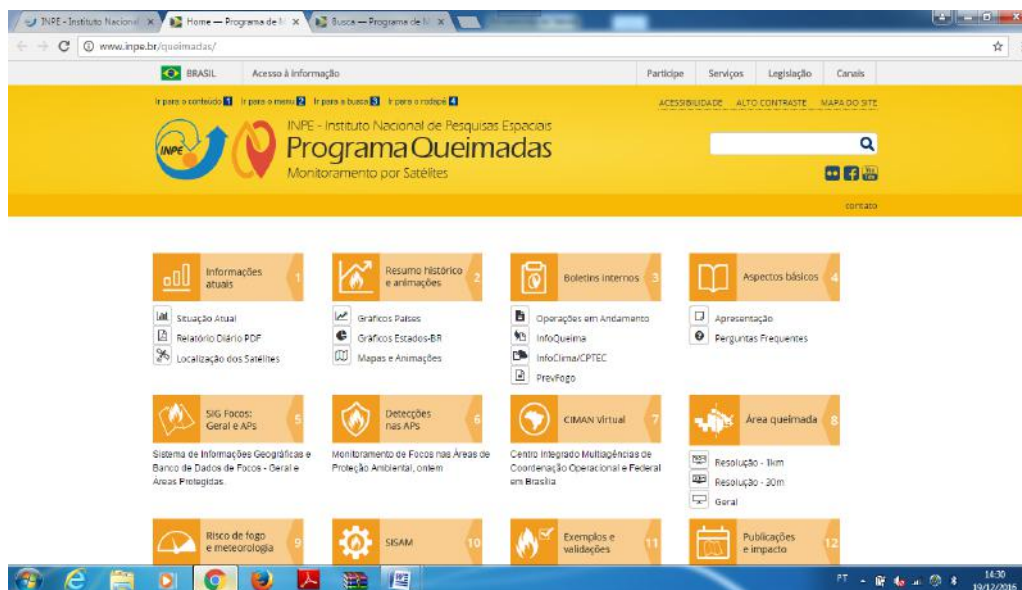 INPE - Instituto Nacional
Home — Programa de M
Busca — Programa de M
www.inpe.br/queimadas/
BRASIL Acesso à informação Participe Serviços Legislação Canais
Ir para o conteúdo 1 Ir para o menu 2 Ir para a busca 3 Ir para o rodapé 4 ACESSIBILIDADE ALTO CONTRASTE MAPA DO SITE
INPE
INPE - Instituto Nacional de Pesquisas Espaciais
Programa Queimadas
Monitoramento por Satélites
contato
Informações atuais 1
Situação Atual
Relatório Diário PDF
Localização dos Satélites
Resumo histórico
e animações 2
Gráficos Países
Gráficos Estados-BR
Mapas e Animações
Boletins internos 3
Operações em Andamento
InfoQueima
InfoClima/CPTEC
PrevFogo
Aspectos básicos 4
Apresentação
Perguntas Frequentes
SIG Focos:
Geral e APs 5
Sistema de Informações Geográficas e
Banco de Dados de Focos - Geral e
Áreas Protegidas.
Detecções
nas APs 6
Monitoramento de Focos nas Áreas de
Proteção Ambiental, ontem
CIMAN Virtual 7
Centro Integrado Multiagências de
Coordenação Operacional e Federal
em Brasília
Área queimada 8
Resolução - 1km
Resolução - 20m
Geral
Risco de fogo
e meteorologia 9
SISAM 10
Exemplos e
validações 11
Publicações
e impacto 12
PT
14:30
19/12/2016